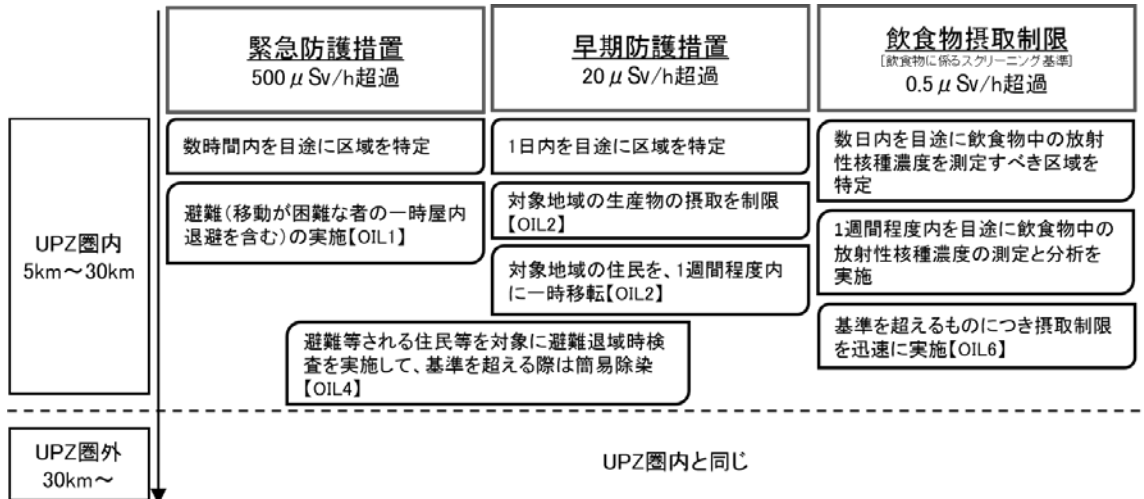 緊急防護措置
500μSv/h超過
早期防護措置
20μSv/h超過
飲食物摂取制限
[飲食物に係るスクリーニング基準]
0.5μSv/h超過
UPZ圏内
5km～30km
数時間内を目途に区域を特定
避難(移動が困難な者の一時屋内
退避を含む)の実施【OIL1】
1日内を目途に区域を特定
対象地域の生産物の摂取を制限
【OIL2】
対象地域の住民を、1週間程度内
に一時移転【OIL2】
避難等される住民等を対象に避難退域時検
査を実施して、基準を超える際は簡易除染
【OIL4】
数日内を目途に飲食物中の放射
性核種濃度を測定すべき区域を
特定
1週間程度内を目途に飲食物中の
放射性核種濃度の測定と分析を
実施
基準を超えるものにつき摂取制限
を迅速に実施【OIL6】
UPZ圏外
30km～
UPZ圏内と同じ